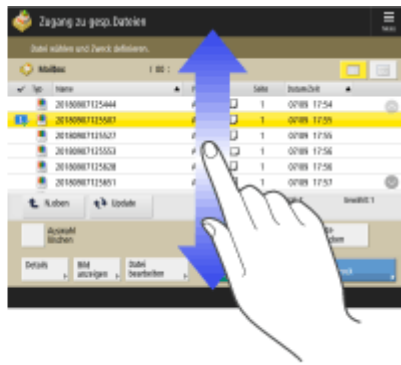 Zugang zu gesp.Dateien
Datei wählen und Zweck definieren.
Mailbox
Typ Name Seite Datum/Zeit
20180907125444 1 07/09 17:54
20180907125507 1 07/09 17:55
20180907125527 1 07/09 17:55
20180907125553 1 07/09 17:56
20180907125628 1 07/09 17:56
20180907125651 1 07/09 17:57
N.oben Update Gewählt: 1
Auswahl
löschen
Details Bild
anzeigen Datei
bearbeiten